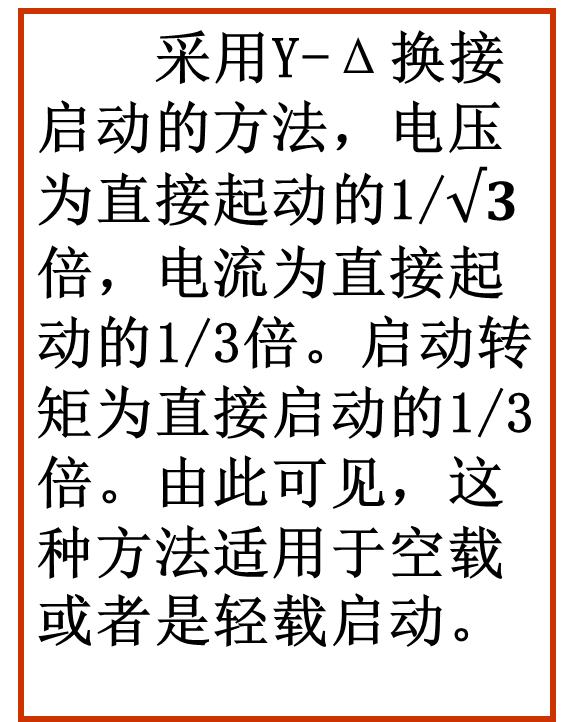 采用Y-Δ换接
启动的方法，电压
为直接起动的1/√3
倍，电流为直接起
动的1/3倍。启动转
矩为直接启动的1/3
倍。由此可见，这
种方法适用于空载
或者是轻载启动。